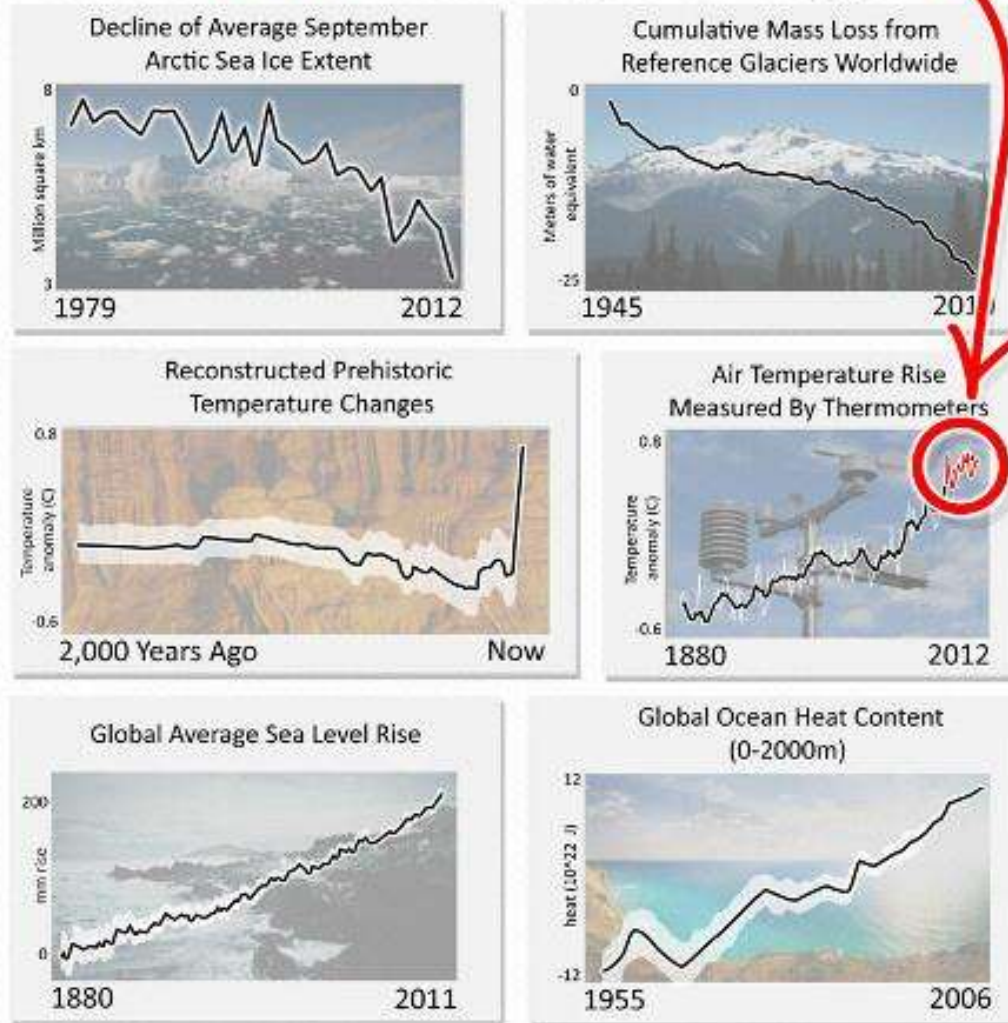 Decline of Average September
Arctic Sea Ice Extent
8
Million square km
3
1979
2012
Cumulative Mass Loss from
Reference Glaciers Worldwide
0
Meters of water
equivalent
-25
1945
Reconstructed Prehistoric
Temperature Changes
0.8
Temperature
anomaly (C)
-0.6
2,000 Years Ago
Now
Air Temperature Rise
Measured By Thermometers
0.8
Temperature
anomaly (C)
-0.6
1880
2012
Global Average Sea Level Rise
200
mm rise
0
1880
2011
Global Ocean Heat Content
(0-2000m)
12
heat (10^22 J)
-12
1955
2006